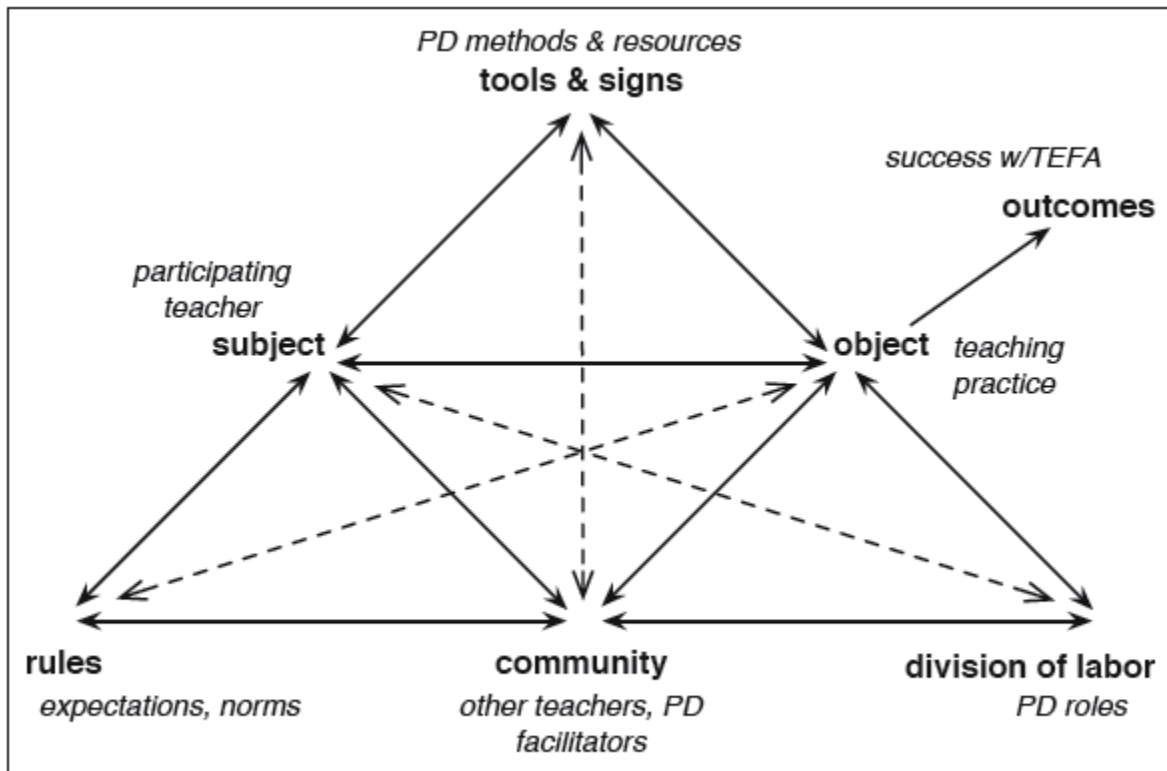 PD methods & resources
tools & signs
success w/TEFA
outcomes
participating
teacher
subject
object
teaching
practice
rules
expectations, norms
community
other teachers, PD
facilitators
division of labor
PD roles